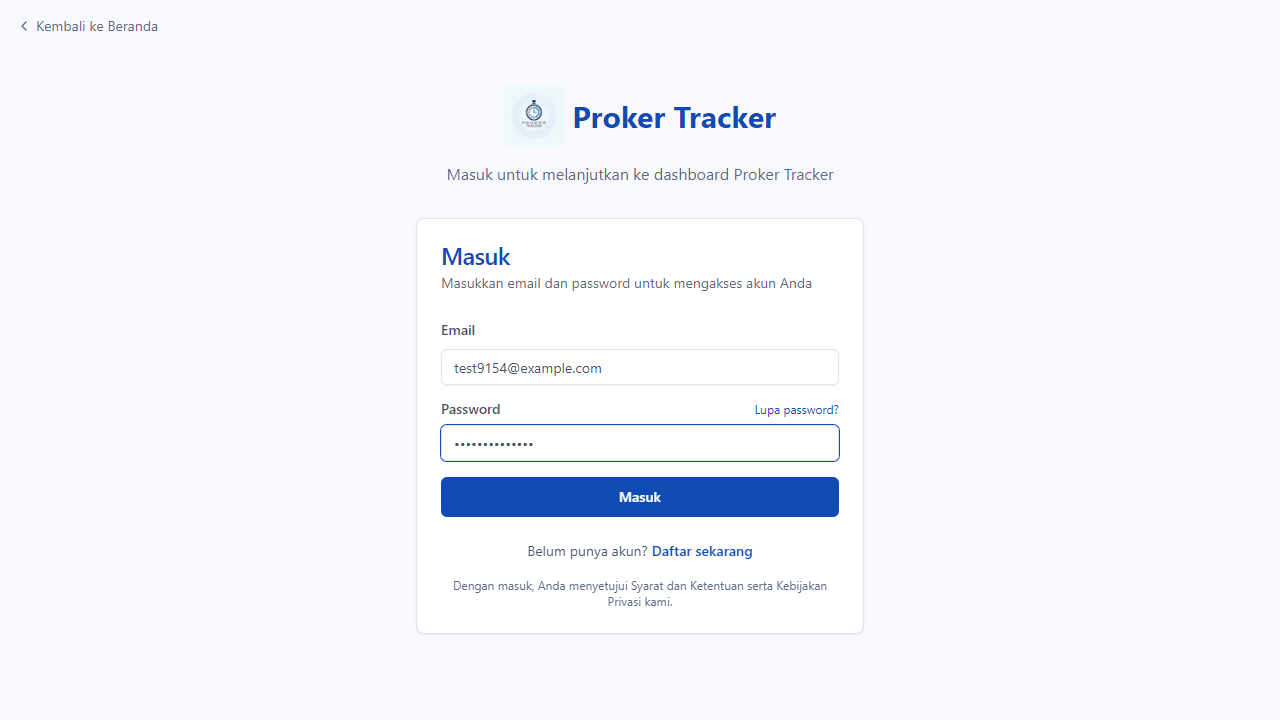 Kembali ke Beranda
Proker Tracker
Masuk untuk melanjutkan ke dashboard Proker Tracker
Masuk
Masukkan email dan password untuk mengakses akun Anda
Email
test9154@example.com
Password Lupa password?
••••••••••••••
Masuk
Belum punya akun? Daftar sekarang
Dengan masuk, Anda menyetujui Syarat dan Ketentuan serta Kebijakan
Privasi kami.